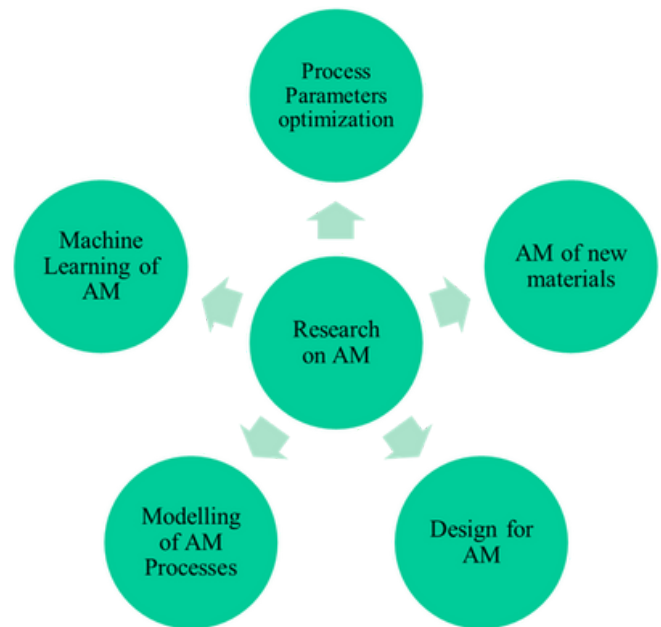 Process
Parameters
optimization
Machine
Learning of
AM
AM of new
materials
Research
on AM
Modelling
of AM
Processes
Design for
AM